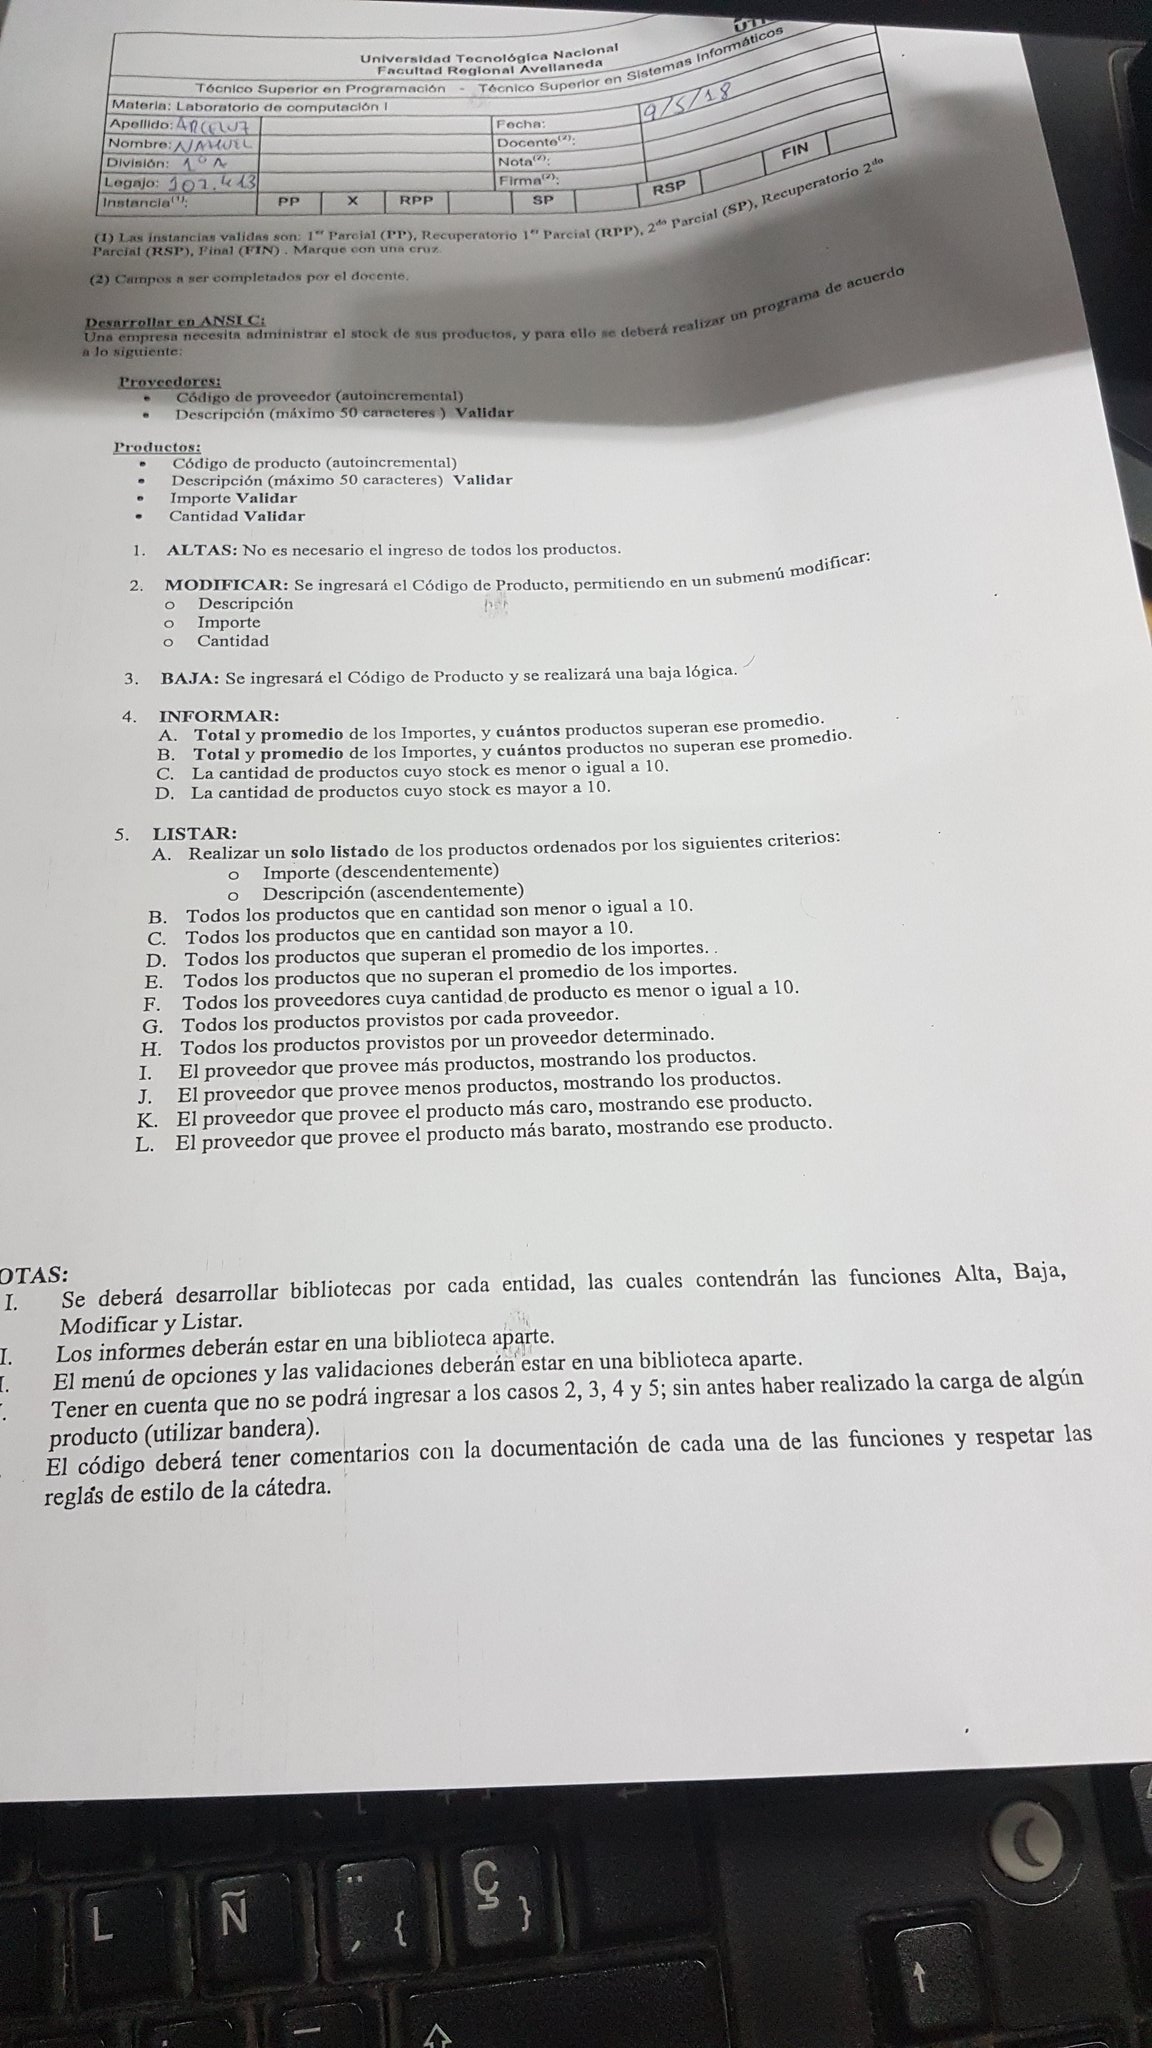 Universidad Tecnológica Nacional
Facultad Regional Avellaneda
Técnico Superior en Programación - Técnico Superior en Sistemas Informáticos
Materia: Laboratorio de computación I
Apellido:
Fecha: 9/5/18
Nombre: NAHUEL
Docente(2):
División: 1° A
Nota(2):
Legajo: 107.413
Firma(2):
Instancia(1): PP X RPP SP RSP FIN
(1) Las instancias validas son: 1er Parcial (PP), Recuperatorio 1er Parcial (RPP), 2do Parcial (SP), Recuperatorio 2do
Parcial (RSP), Final (FIN) . Marque con una cruz.
(2) Campos a ser completados por el docente.
Desarrollar en ANSI C:
Una empresa necesita administrar el stock de sus productos, y para ello se deberá realizar un programa de acuerdo
a lo siguiente:
Proveedores:
• Código de proveedor (autoincremental)
• Descripción (máximo 50 caracteres ) Validar
Productos:
• Código de producto (autoincremental)
• Descripción (máximo 50 caracteres) Validar
• Importe Validar
• Cantidad Validar
1. ALTAS: No es necesario el ingreso de todos los productos.
2. MODIFICAR: Se ingresará el Código de Producto, permitiendo en un submenú modificar:
o Descripción
o Importe
o Cantidad
3. BAJA: Se ingresará el Código de Producto y se realizará una baja lógica.
4. INFORMAR:
A. Total y promedio de los Importes, y cuántos productos superan ese promedio.
B. Total y promedio de los Importes, y cuántos productos no superan ese promedio.
C. La cantidad de productos cuyo stock es menor o igual a 10.
D. La cantidad de productos cuyo stock es mayor a 10.
5. LISTAR:
A. Realizar un solo listado de los productos ordenados por los siguientes criterios:
o Importe (descendentemente)
o Descripción (ascendentemente)
B. Todos los productos que en cantidad son menor o igual a 10.
C. Todos los productos que en cantidad son mayor a 10.
D. Todos los productos que superan el promedio de los importes.
E. Todos los productos que no superan el promedio de los importes.
F. Todos los proveedores cuya cantidad de producto es menor o igual a 10.
G. Todos los productos provistos por cada proveedor.
H. Todos los productos provistos por un proveedor determinado.
I. El proveedor que provee más productos, mostrando los productos.
J. El proveedor que provee menos productos, mostrando los productos.
K. El proveedor que provee el producto más caro, mostrando ese producto.
L. El proveedor que provee el producto más barato, mostrando ese producto.
OTAS:
I. Se deberá desarrollar bibliotecas por cada entidad, las cuales contendrán las funciones Alta, Baja,
Modificar y Listar.
I. Los informes deberán estar en una biblioteca aparte.
I. El menú de opciones y las validaciones deberán estar en una biblioteca aparte.
. Tener en cuenta que no se podrá ingresar a los casos 2, 3, 4 y 5; sin antes haber realizado la carga de algún
producto (utilizar bandera).
El código deberá tener comentarios con la documentación de cada una de las funciones y respetar las
reglas de estilo de la cátedra.
L Ñ ¨ ´ { Ç }